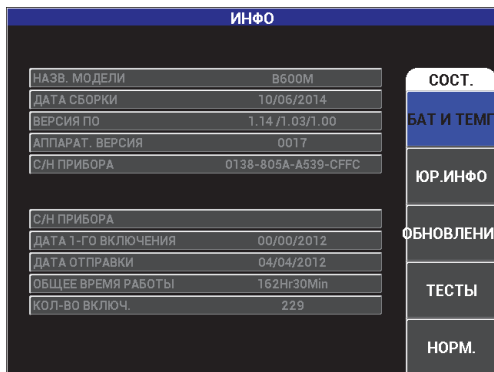 ИНФО
НАЗВ. МОДЕЛИ B600M
ДАТА СБОРКИ 10/06/2014
ВЕРСИЯ ПО 1.14 /1.03/1.00
АППАРАТ. ВЕРСИЯ 0017
С/Н ПРИБОРА 0138-805A-A539-CFFC
С/Н ПРИБОРА
ДАТА 1-ГО ВКЛЮЧЕНИЯ 00/00/2012
ДАТА ОТПРАВКИ 04/04/2012
ОБЩЕЕ ВРЕМЯ РАБОТЫ 162Hr30Min
КОЛ-ВО ВКЛЮЧ. 229
СОСТ.
БАТ И ТЕМГ
ЮР.ИНФО
ОБНОВЛЕНИ
ТЕСТЫ
НОРМ.